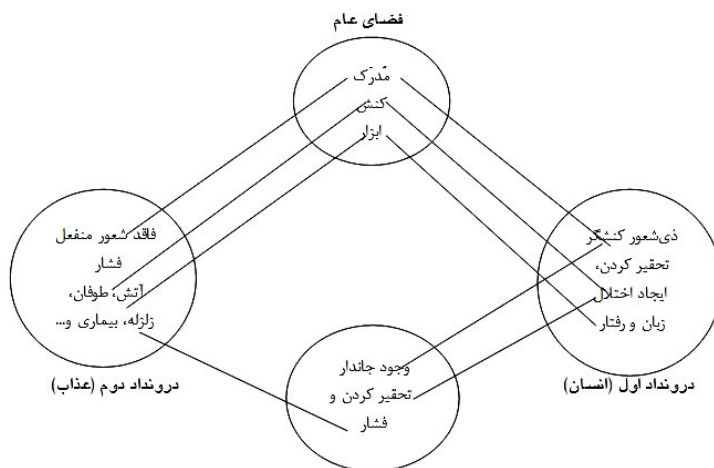 فضای عام
مُدرَک
کنش
ابزار
ذی‌شعور کنشگر
تحقیر کردن،
ایجاد اختلال
زبان و رفتار
درونداد اول (انسان)
فاقد شعور منفعل
فشار
آتش، طوفان،
زلزله، بیماری و...
درونداد دوم (عذاب)
وجود جاندار
تحقیر کردن و
فشار